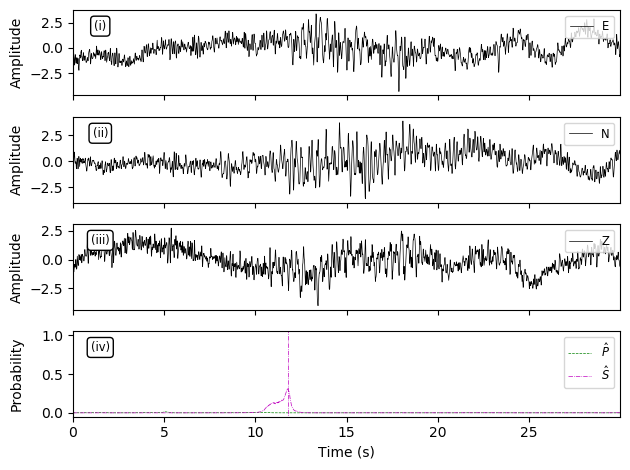 Amplitude
2.5
0.0
−2.5
(i)
E
Amplitude
2.5
0.0
−2.5
(ii)
N
Amplitude
2.5
0.0
−2.5
(iii)
Z
Probability
1.0
0.5
0.0
(iv)
P̂
Ŝ
0 5 10 15 20 25
Time (s)